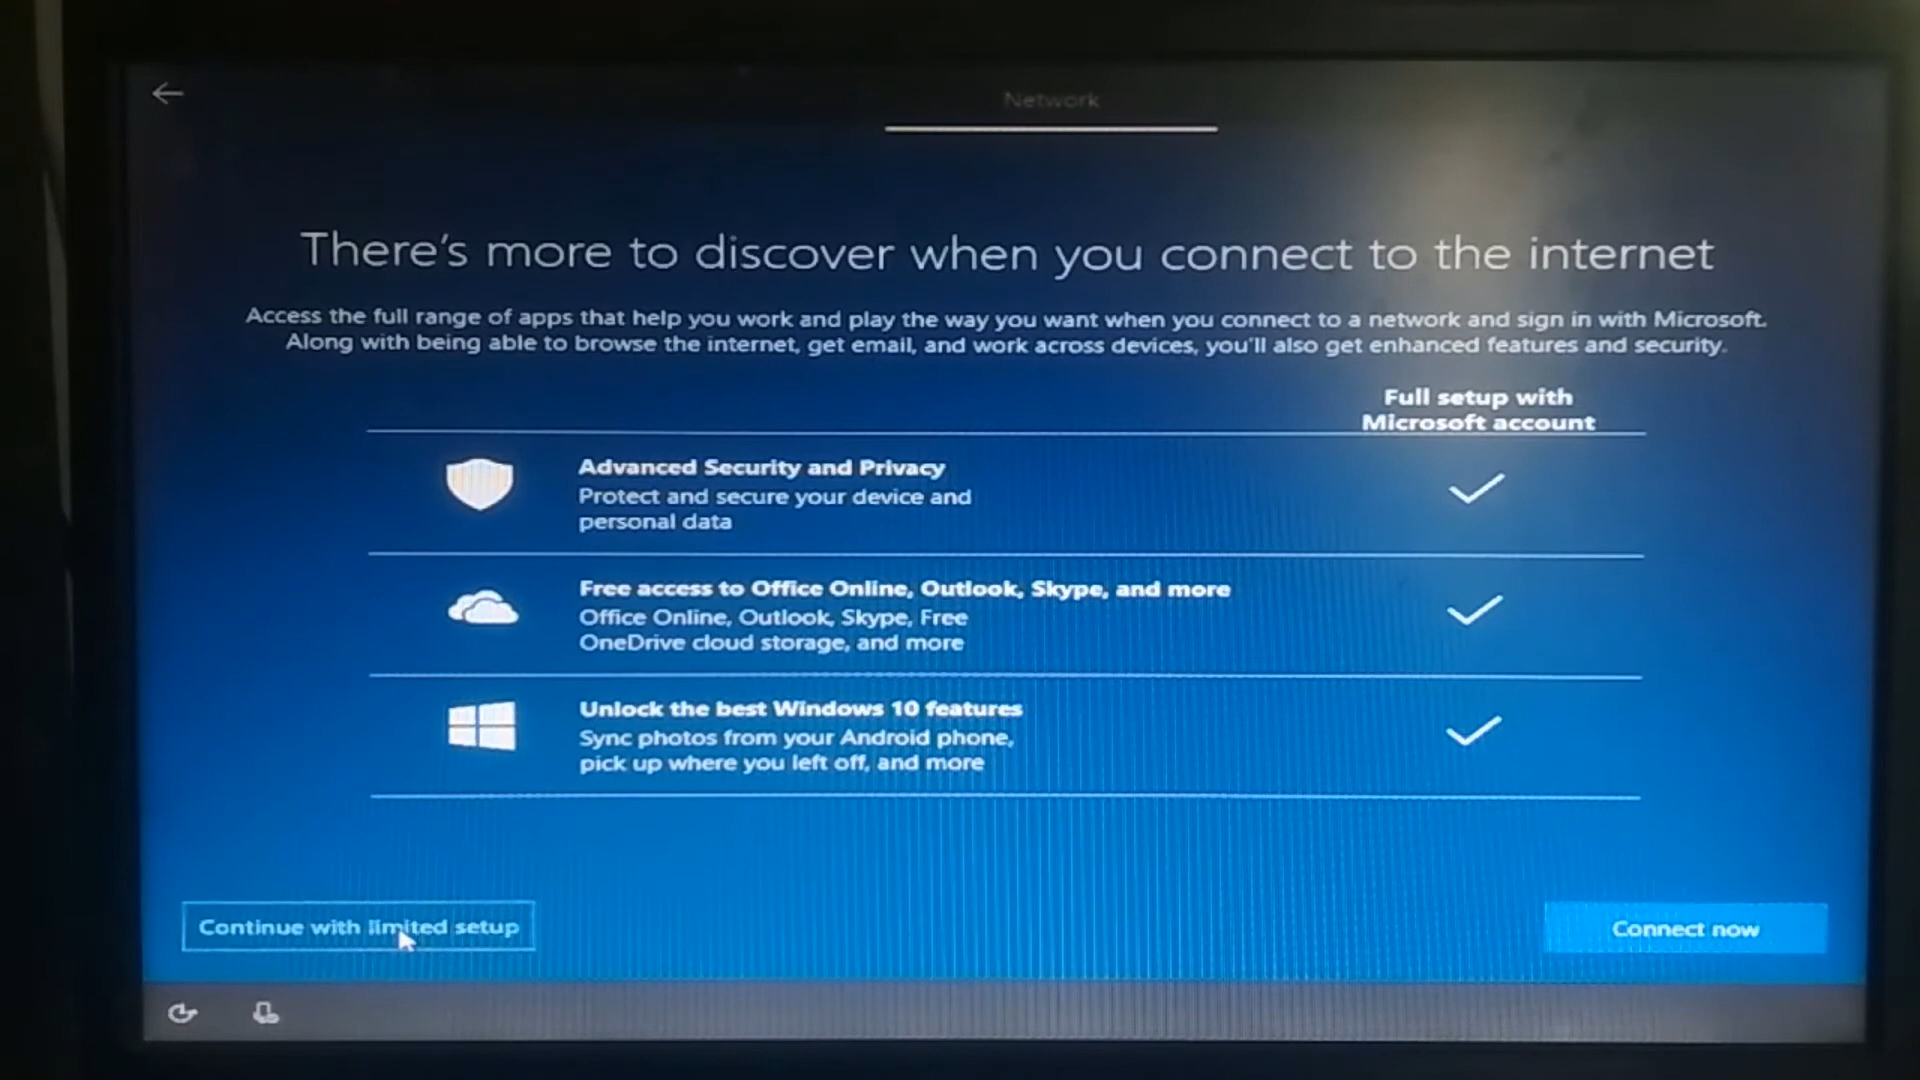 Network
There's more to discover when you connect to the internet
Access the full range of apps that help you work and play the way you want when you connect to a network and sign in with Microsoft.
Along with being able to browse the internet, get email, and work across devices, you'll also get enhanced features and security.
Full setup with
Microsoft account
Advanced Security and Privacy
Protect and secure your device and
personal data
Free access to Office Online, Outlook, Skype, and more
Office Online, Outlook, Skype, Free
OneDrive cloud storage, and more
Unlock the best Windows 10 features
Sync photos from your Android phone,
pick up where you left off, and more
Continue with limited setup
Connect now